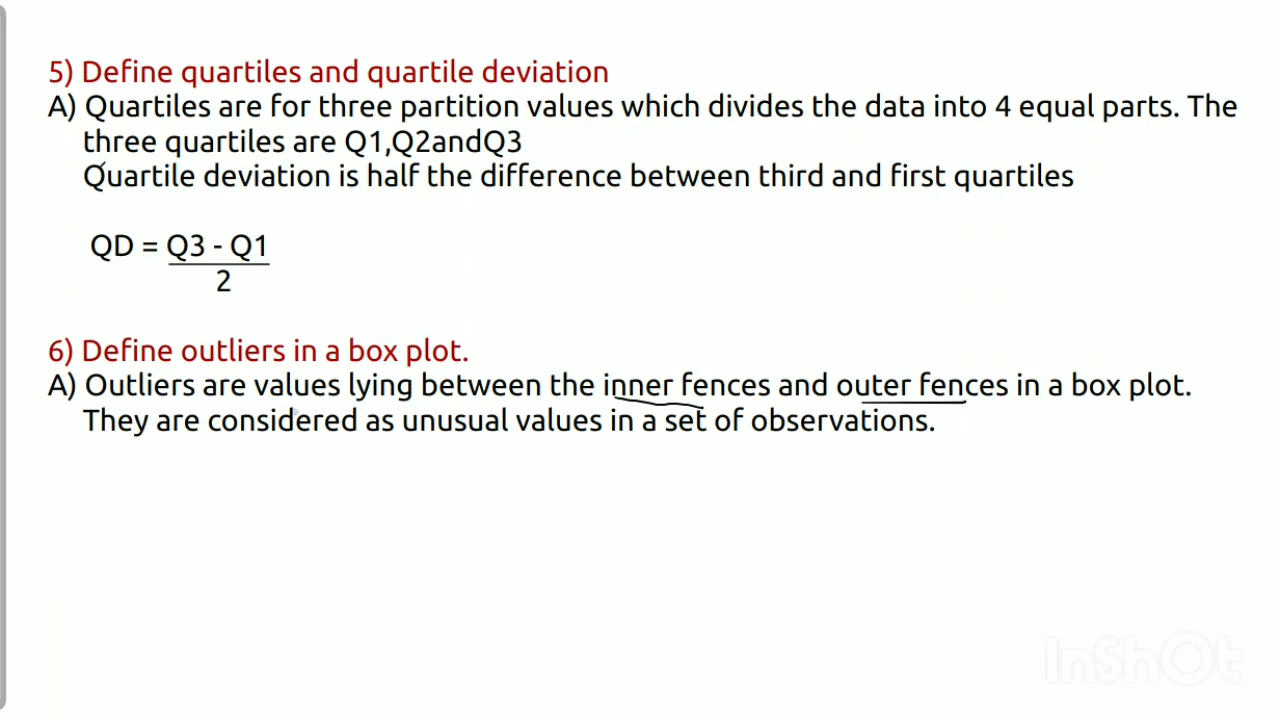 5) Define quartiles and quartile deviation
A) Quartiles are for three partition values which divides the data into 4 equal parts. The
three quartiles are Q1,Q2andQ3
Quartile deviation is half the difference between third and first quartiles
QD = Q3 - Q1
2
6) Define outliers in a box plot.
A) Outliers are values lying between the inner fences and outer fences in a box plot.
They are considered as unusual values in a set of observations.
InShOt